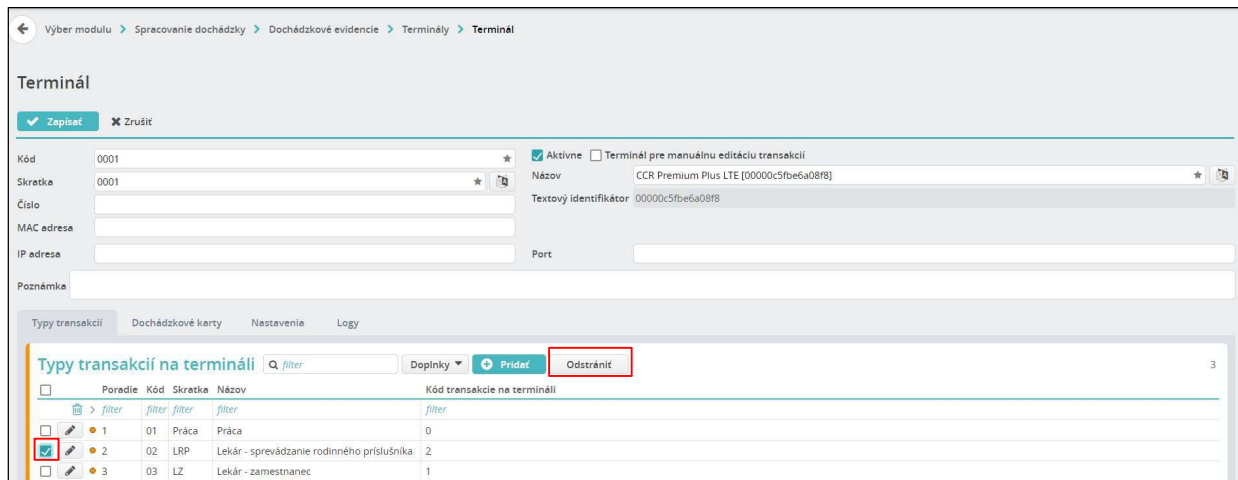 Výber modulu > Spracovanie dochádzky > Dochádzkové evidencie > Terminály > Terminál
Terminál
Zapísať Zrušiť
Kód 0001
Aktívne Terminál pre manuálnu editáciu transakcií
Skratka 0001
Názov CCR Premium Plus LTE [00000c5fbe6a08f8]
Číslo
Textový identifikátor 00000c5fbe6a08f8
MAC adresa
IP adresa
Port
Poznámka
Typy transakcií Dochádzkové karty Nastavenia Logy
Typy transakcií na termináli filter Doplnky Pridať Odstrániť 3
Poradie Kód Skratka Názov Kód transakcie na termináli
> filter filter filter filter filter
1 01 Práca Práca 0
2 02 LRP Lekár - sprevádzanie rodinného príslušníka 2
3 03 LZ Lekár - zamestnanec 1